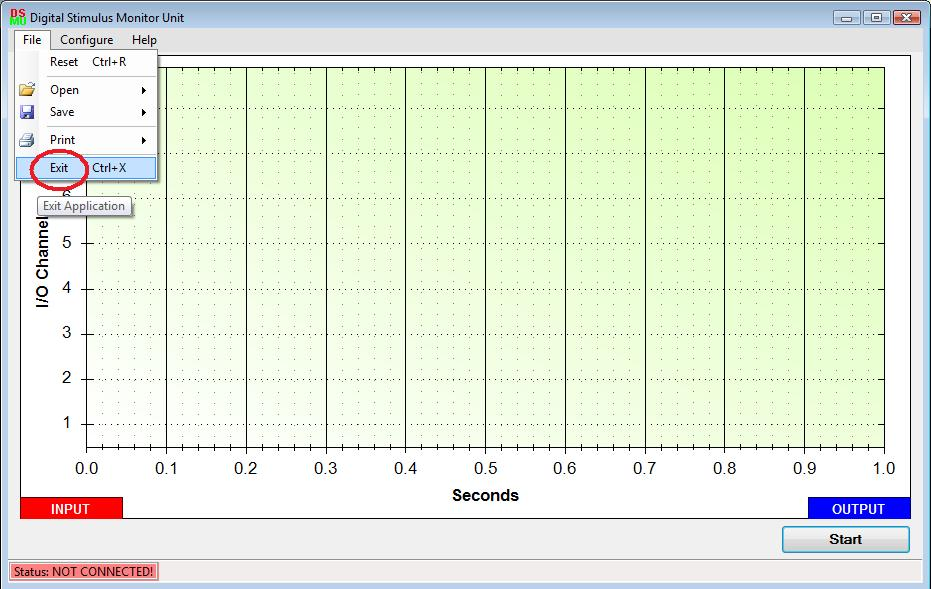 DS
MU Digital Stimulus Monitor Unit
File Configure Help
Reset Ctrl+R
Open
Save
Print
Exit Ctrl+X
Exit Application
I/O Channel
5
4
3
2
1
0.0 0.1 0.2 0.3 0.4 0.5 0.6 0.7 0.8 0.9 1.0
Seconds
INPUT OUTPUT
Start
Status: NOT CONNECTED!